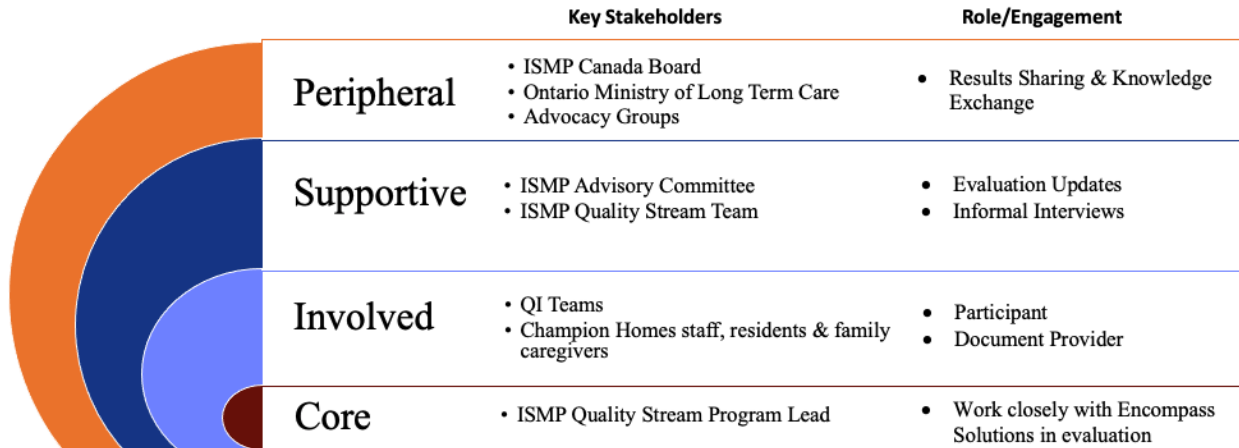 Key Stakeholders
Role/Engagement
Peripheral
• ISMP Canada Board
• Ontario Ministry of Long Term Care
• Advocacy Groups
• Results Sharing & Knowledge
Exchange
Supportive
• ISMP Advisory Committee
• ISMP Quality Stream Team
• Evaluation Updates
• Informal Interviews
Involved
• QI Teams
• Champion Homes staff, residents & family
caregivers
• Participant
• Document Provider
Core
• ISMP Quality Stream Program Lead
• Work closely with Encompass
Solutions in evaluation